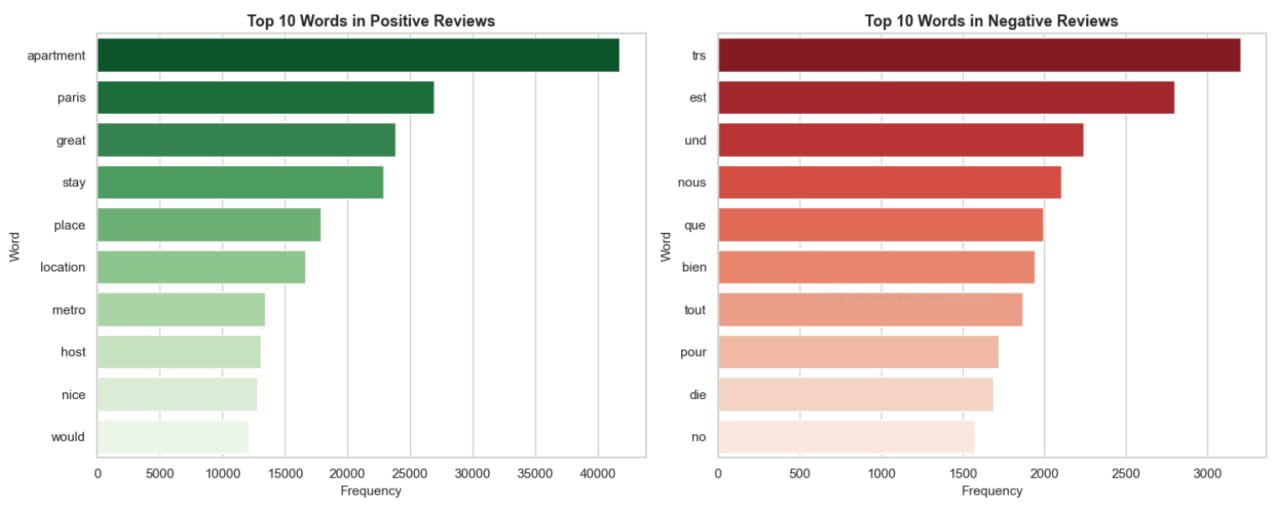 Top 10 Words in Positive Reviews
Word
apartment
paris
great
stay
place
location
metro
host
nice
would
0 5000 10000 15000 20000 25000 30000 35000 40000
Frequency
Top 10 Words in Negative Reviews
Word
trs
est
und
nous
que
bien
tout
pour
die
no
0 500 1000 1500 2000 2500 3000
Frequency